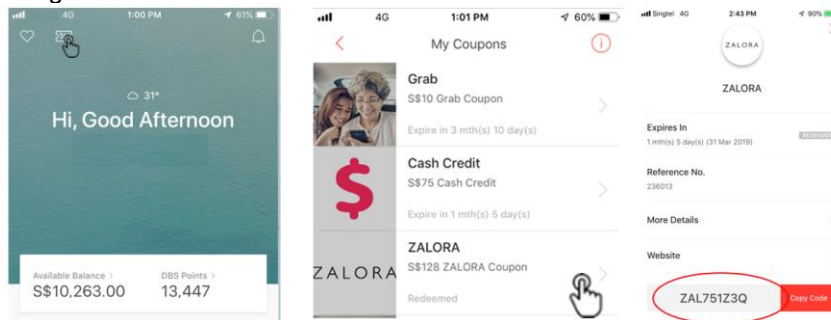 4G 1:00 PM 61%
31°
Hi, Good Afternoon
Available Balance >
S$10,263.00
DBS Points >
13,447
4G 1:01 PM 60%
My Coupons
Grab
S$10 Grab Coupon
Expire in 3 mth(s) 10 day(s)
Cash Credit
S$75 Cash Credit
Expire in 1 mth(s) 5 day(s)
ZALORA
ZALORA
S$128 ZALORA Coupon
Redeemed
Singtel 4G 2:43 PM 90%
ZALORA
ZALORA
Expires In
1 mth(s) 5 day(s) (31 Mar 2019)
REDEEMED
Reference No.
236013
More Details
Website
ZAL751Z3Q
Copy Code